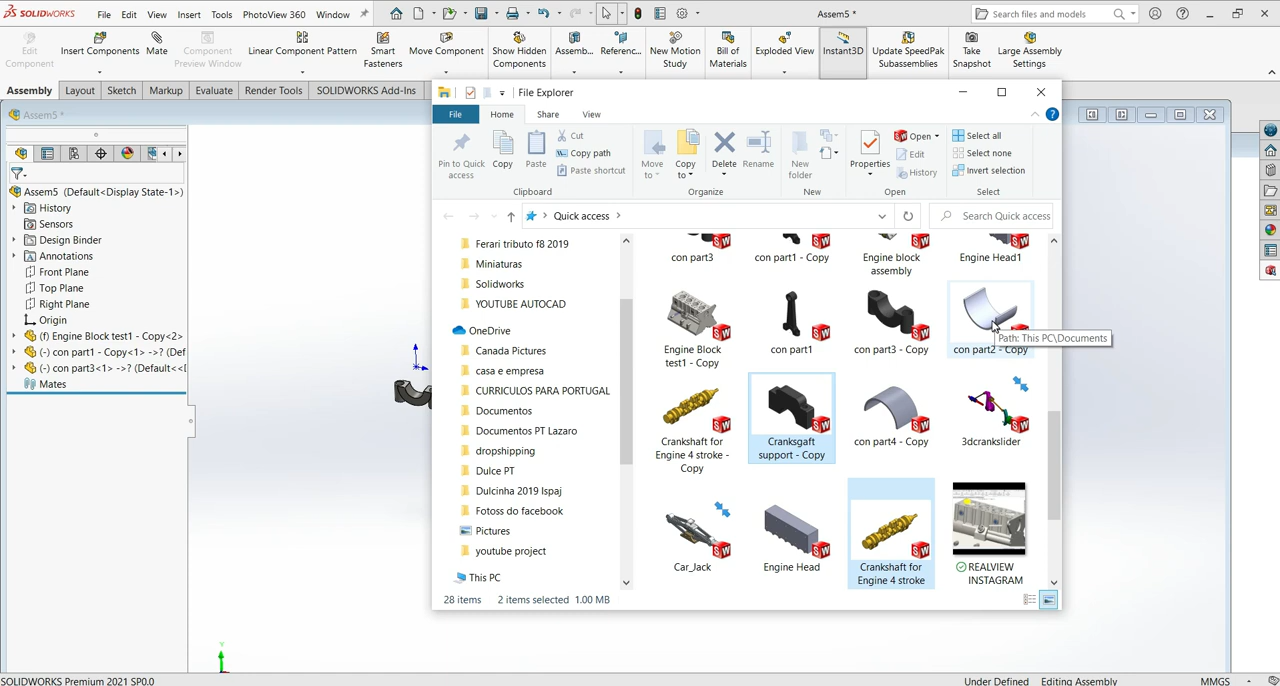 SOLIDWORKS File Edit View Insert Tools PhotoView 360 Window Assem5 * Search files and models
Edit Component
Insert Components
Mate
Component Preview Window
Linear Component Pattern
Smart Fasteners
Move Component
Show Hidden Components
Assemb...
Referenc...
New Motion Study
Bill of Materials
Exploded View
Instant3D
Update SpeedPak Subassemblies
Take Snapshot
Large Assembly Settings
Assembly Layout Sketch Markup Evaluate Render Tools SOLIDWORKS Add-Ins
Assem5 *
Assem5 (Default<Display State-1>)
History
Sensors
Design Binder
Annotations
Front Plane
Top Plane
Right Plane
Origin
(f) Engine Block test1 - Copy<2>
(-) con part1 - Copy<1> ->? (Def
(-) con part3<1> ->? (Default<<D
Mates
File Explorer
File Home Share View
Pin to Quick access
Copy
Paste
Cut
Copy path
Paste shortcut
Clipboard
Move to
Copy to
Delete
Rename
Organize
New folder
New
Properties
Open
Edit
History
Open
Select all
Select none
Invert selection
Select
Quick access
Search Quick access
Ferari tributo f8 2019
Miniaturas
Solidworks
YOUTUBE AUTOCAD
OneDrive
Canada Pictures
casa e empresa
CURRICULOS PARA PORTUGAL
Documentos
Documentos PT Lazaro
dropshipping
Dulce PT
Dulcinha 2019 Ispaj
Fotoss do facebook
Pictures
youtube project
This PC
con part3
con part1 - Copy
Engine block
assembly
Engine Head1
Engine Block
test1 - Copy
con part1
con part3 - Copy
con part2 - Copy
Path: This PC\Documents
Crankshaft for
Engine 4 stroke -
Copy
Cranksgaft
support - Copy
con part4 - Copy
3dcrankslider
Car_Jack
Engine Head
Crankshaft for
Engine 4 stroke
REALVIEW
INSTAGRAM
28 items 2 items selected 1.00 MB
Y
SOLIDWORKS Premium 2021 SP0.0 Under Defined Editing Assembly MMGS